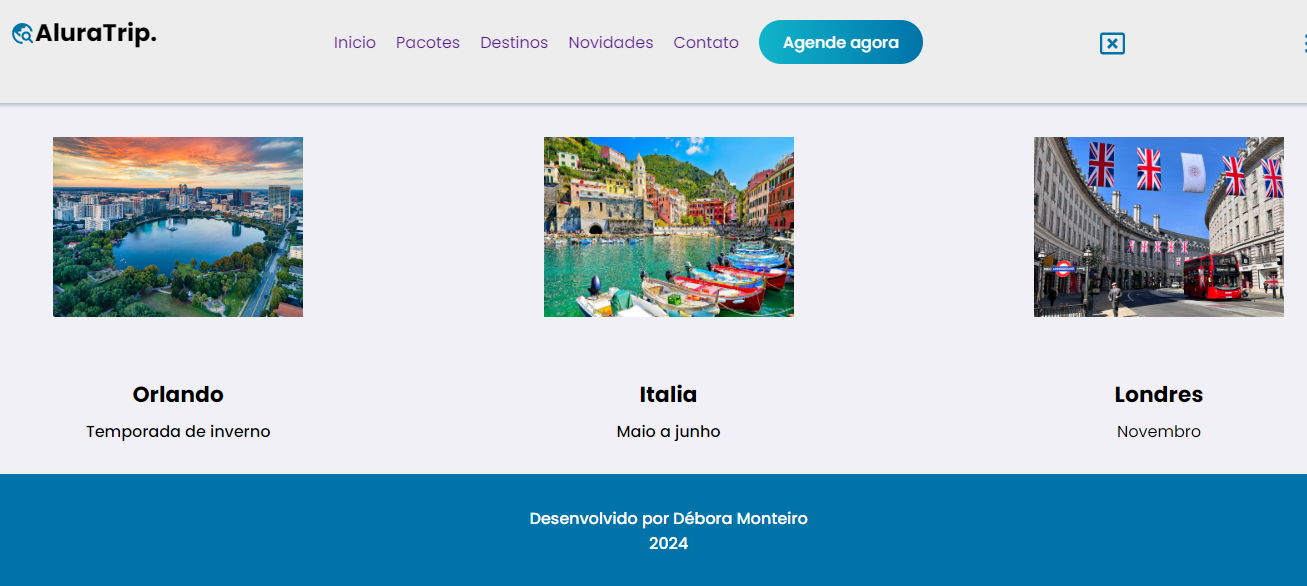 AluraTrip.
Inicio Pacotes Destinos Novidades Contato Agende agora
Orlando Italia Londres
Temporada de inverno Maio a junho Novembro
Desenvolvido por Débora Monteiro
2024